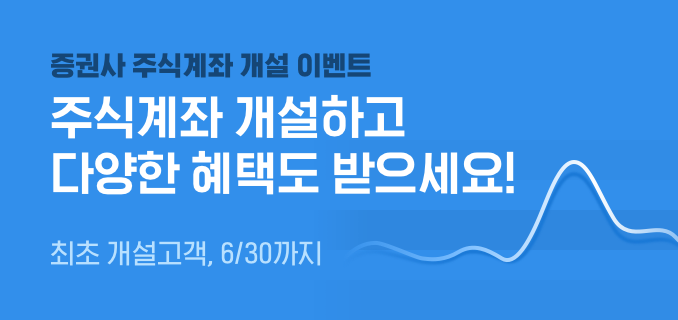 증권사 주식계좌 개설 이벤트
주식계좌 개설하고
다양한 혜택도 받으세요!
최초 개설고객, 6/30까지